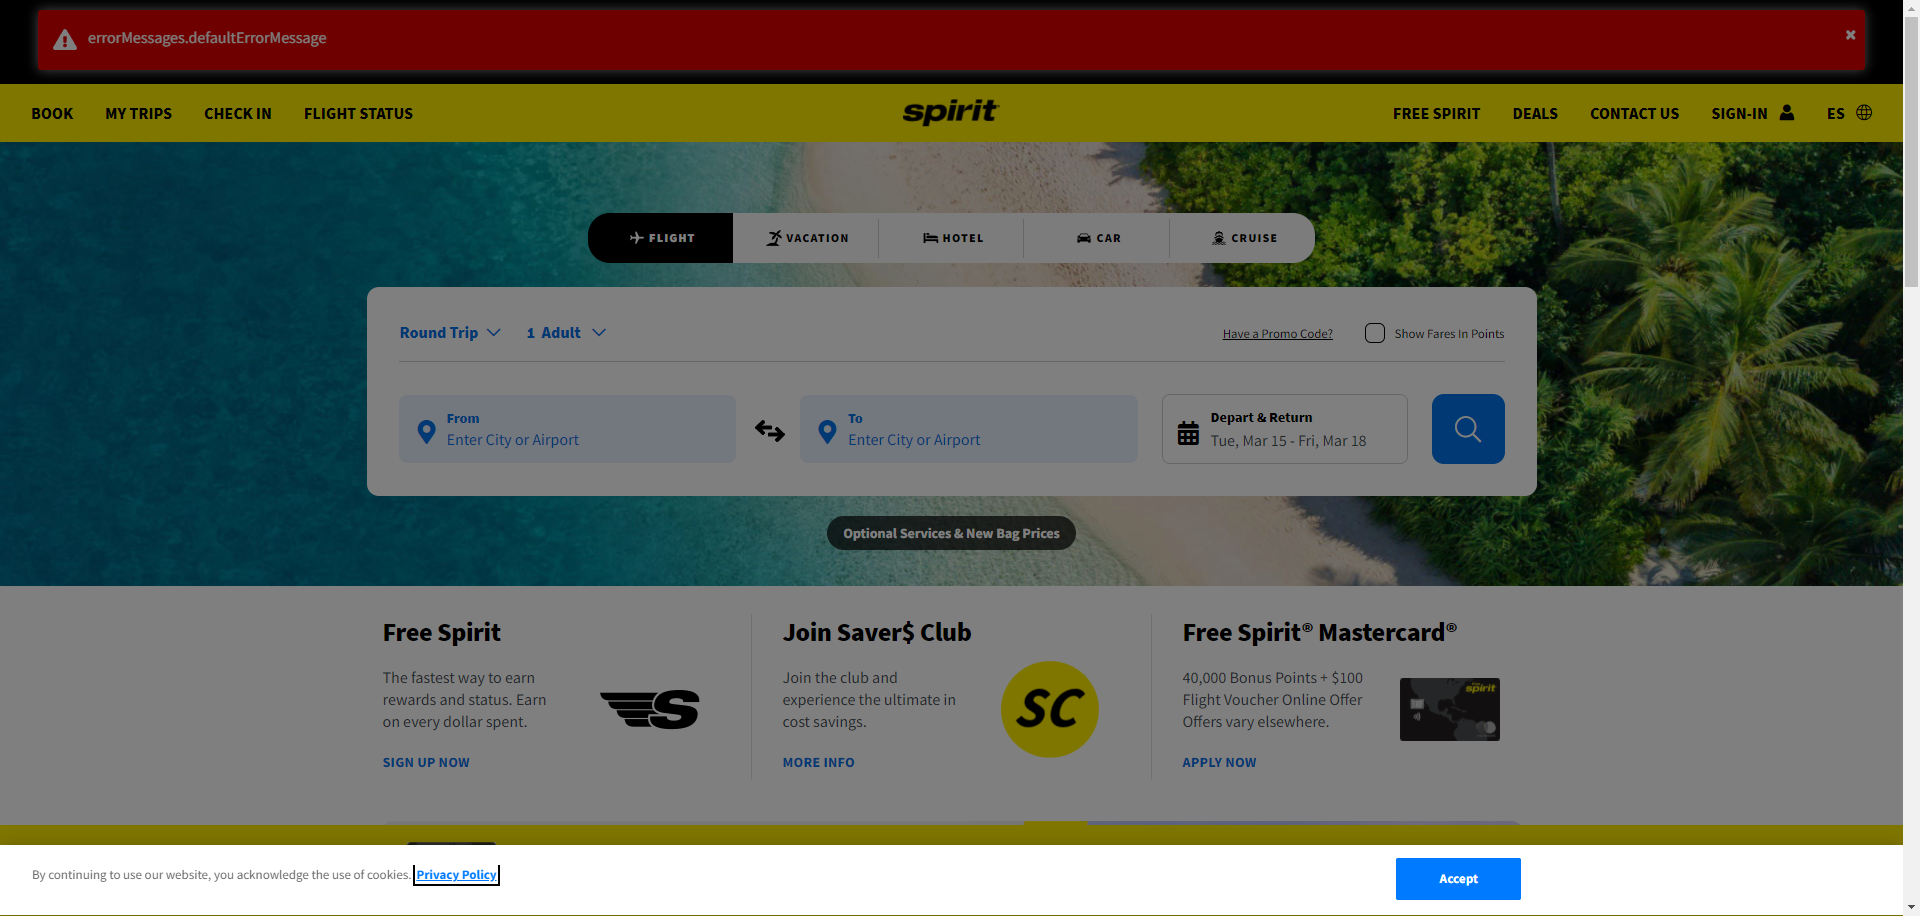 errorMessages.defaultErrorMessage
BOOK MY TRIPS CHECK IN FLIGHT STATUS spirit FREE SPIRIT DEALS CONTACT US SIGN-IN ES
FLIGHT VACATION HOTEL CAR CRUISE
Round Trip 1 Adult Have a Promo Code? Show Fares In Points
From
Enter City or Airport
To
Enter City or Airport
Depart & Return
Tue, Mar 15 - Fri, Mar 18
Optional Services & New Bag Prices
Free Spirit
The fastest way to earn
rewards and status. Earn
on every dollar spent.
SIGN UP NOW
Join Saver$ Club
Join the club and
experience the ultimate in
cost savings.
MORE INFO
SC
Free Spirit® Mastercard®
40,000 Bonus Points + $100
Flight Voucher Online Offer
Offers vary elsewhere.
APPLY NOW
spirit
By continuing to use our website, you acknowledge the use of cookies. Privacy Policy
Accept